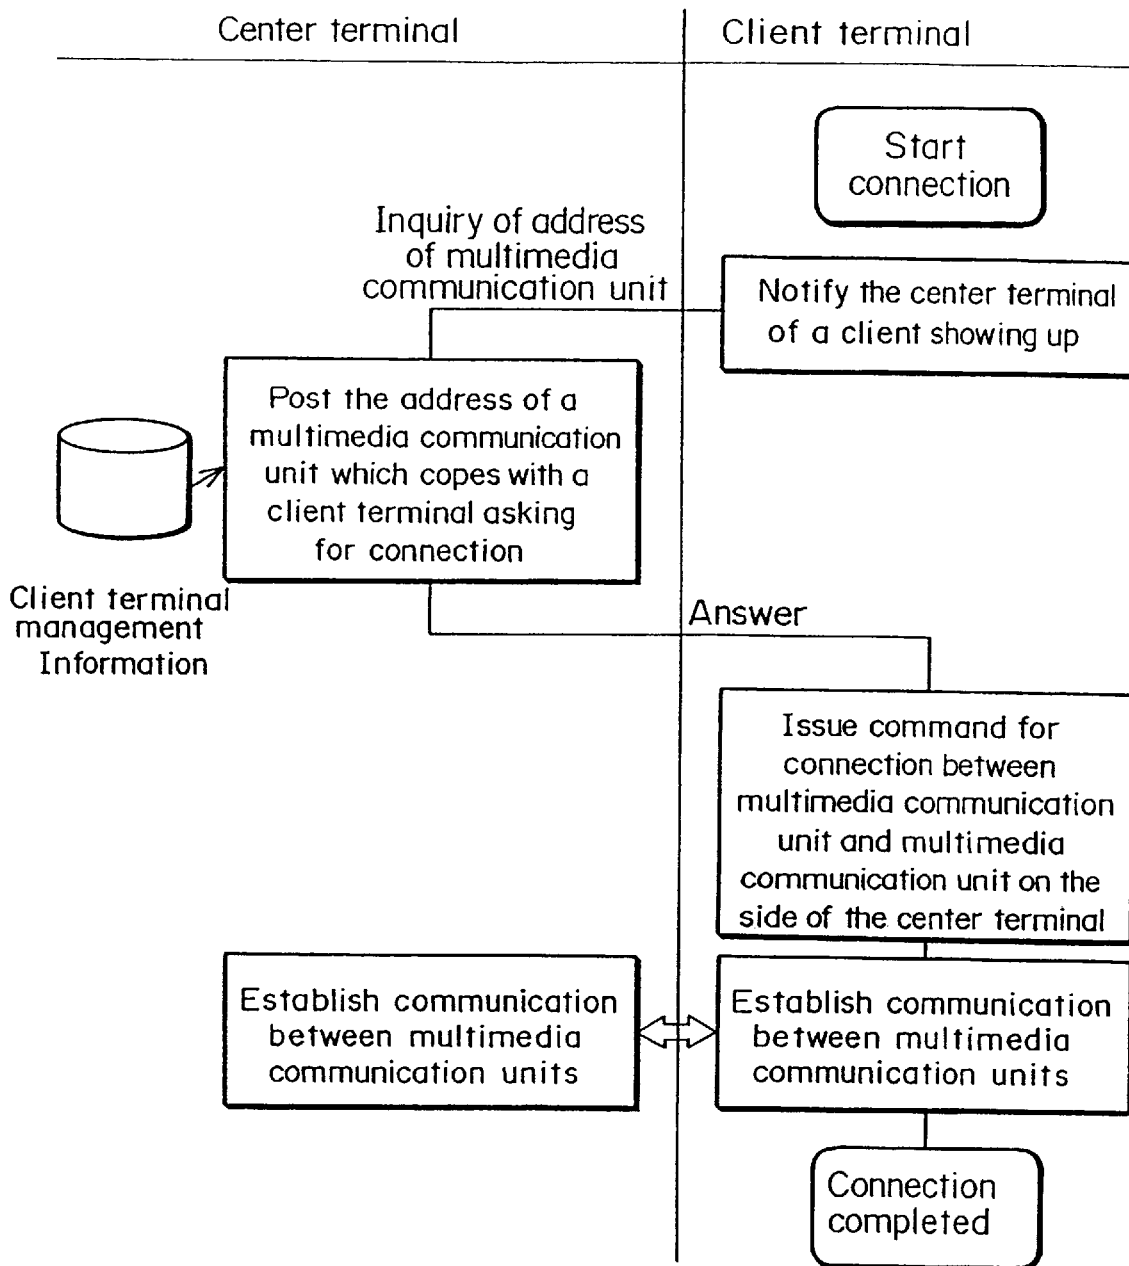 Center terminal
Client terminal
Start
connection
Inquiry of address
of multimedia
communication unit
Notify the center terminal
of a client showing up
Post the address of a
multimedia communication
unit which copes with a
client terminal asking
for connection
Client terminal
management
Information
Answer
Issue command for
connection between
multimedia communication
unit and multimedia
communication unit on the
side of the center terminal
Establish communication
between multimedia
communication units
Establish communication
between multimedia
communication units
Connection
completed